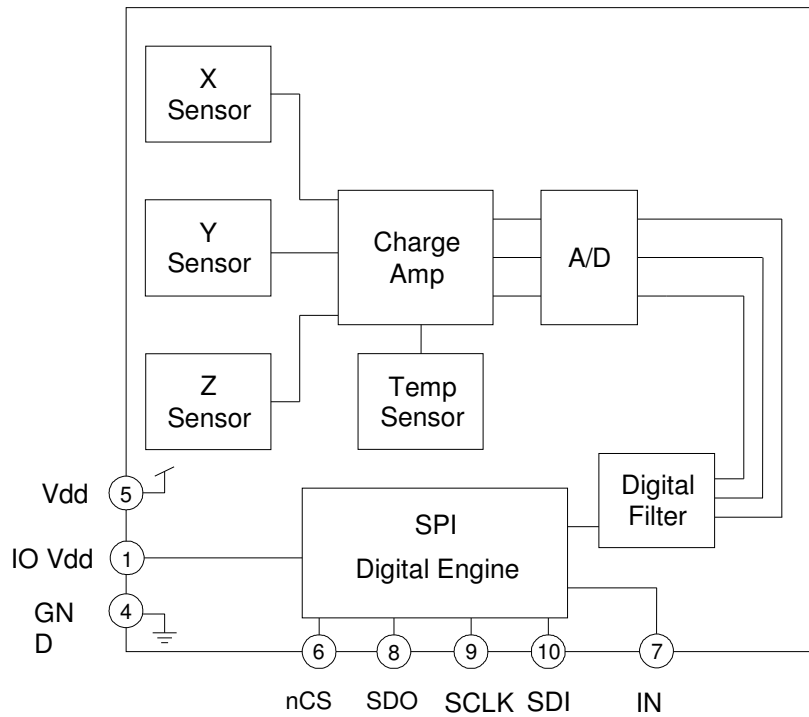 X
Sensor
Y
Sensor
Charge
Amp
A/D
Z
Sensor
Temp
Sensor
Vdd
5
Digital
Filter
SPI
Digital Engine
IO Vdd
1
GN
D
4
6
8
9
10
7
nCS
SDO
SCLK
SDI
IN